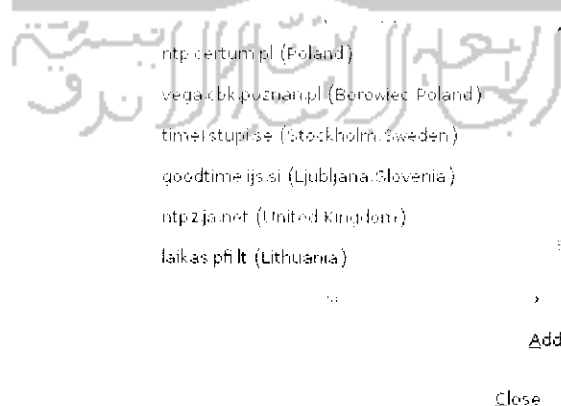 ntp.certum.pl (Poland)
vega.cbk.poznan.pl (Borowiec, Poland)
time1.stupi.se (Stockholm, Sweden)
goodtime.ijs.si (Ljubljana, Slovenia)
ntp2.ja.net (United Kingdom)
laikas.pfi.lt (Lithuania)
Add
Close